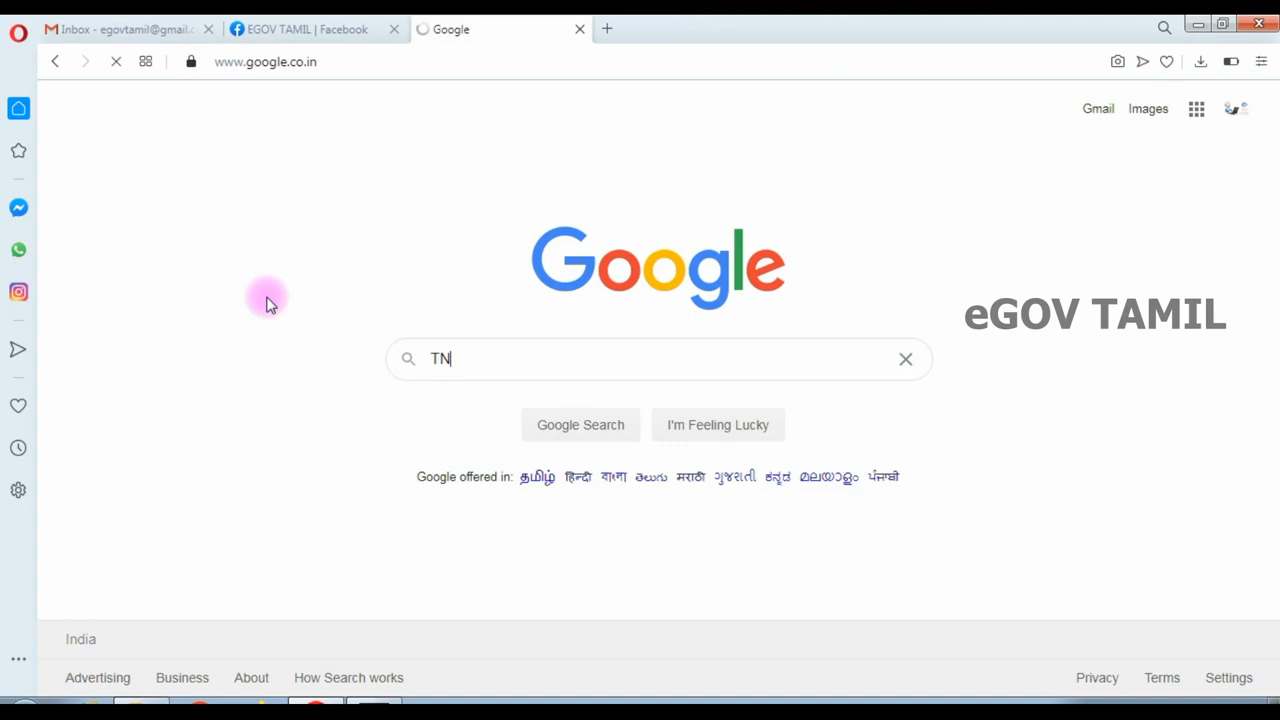 Inbox - egovtamil@gmail.c
EGOV TAMIL | Facebook
Google
www.google.co.in
Gmail Images
Google
eGOV TAMIL
TN
Google Search I'm Feeling Lucky
Google offered in: தமிழ் हिन्दी বাংলা తెలుగు मराठी ગુજરાતી ಕನ್ನಡ മലയാളം ਪੰਜਾਬੀ
India
Advertising Business About How Search works Privacy Terms Settings